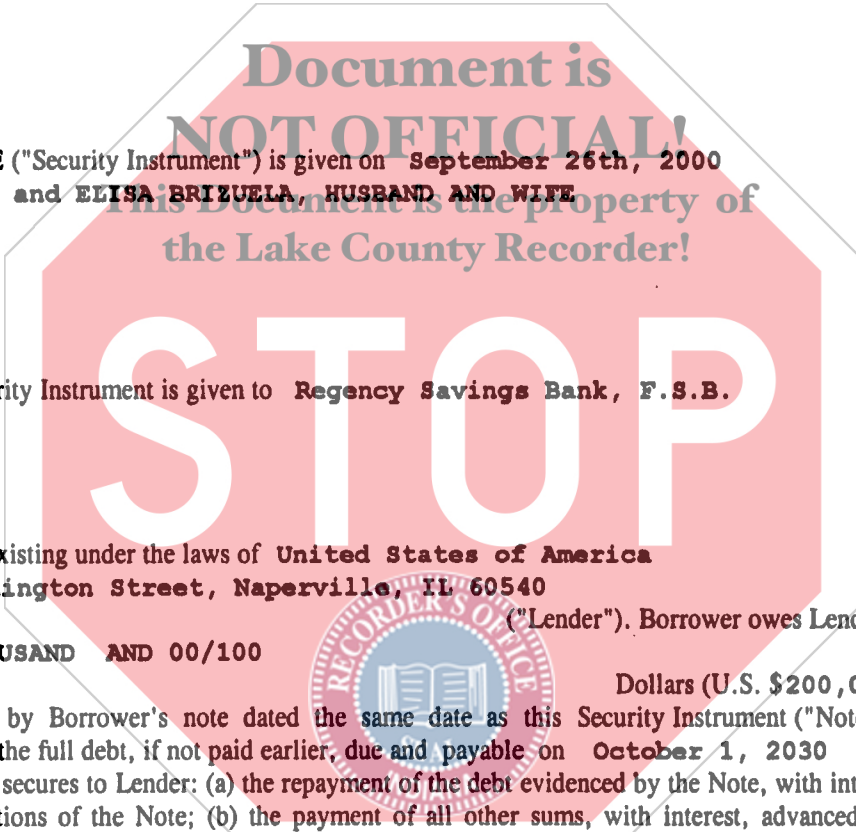 Document is
NOT OFFICIAL!
("Security Instrument") is given on September 26th, 2000
and ELISA BRIZUELA, HUSBAND AND WIFE
This Document is the property of
the Lake County Recorder!
STOP
rity Instrument is given to Regency Savings Bank, F.S.B.
xisting under the laws of United States of America
ington Street, Naperville, IL 60540
("Lender"). Borrower owes Lend
USAND AND 00/100
Dollars (U.S. $200,0
by Borrower's note dated the same date as this Security Instrument ("Not
the full debt, if not paid earlier, due and payable on October 1, 2030
secures to Lender: (a) the repayment of the debt evidenced by the Note, with int
tions of the Note; (b) the payment of all other sums, with interest, advanced
RECORDER'S OFFICE
SEAL